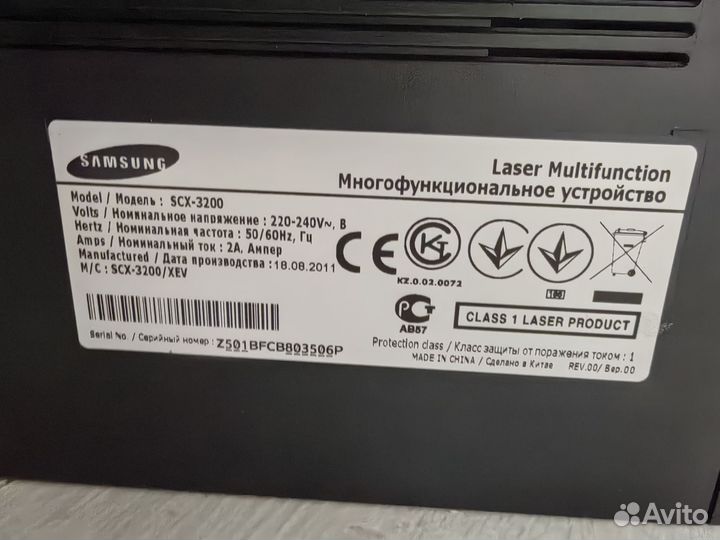 SAMSUNG
Laser Multifunction
Многофункциональное устройство
Model / Модель : SCX-3200
Volts / Номинальное напряжение : 220-240V~, В
Hertz / Номинальная частота : 50/60Hz, Гц
Amps / Номинальный ток : 2A. Ампер
Manufactured / Дата производства : 18.08.2011
M/C : SCX-3200/XEV
KZ.0.02.0072
АВ57
CLASS 1 LASER PRODUCT
Serial No. / Серийный номер : Z501BFCB803506P
Protection class / Класс защиты от поражения током : 1
MADE IN CHINA / Сделано в Китае
REV.00/ Вер.00
Avito